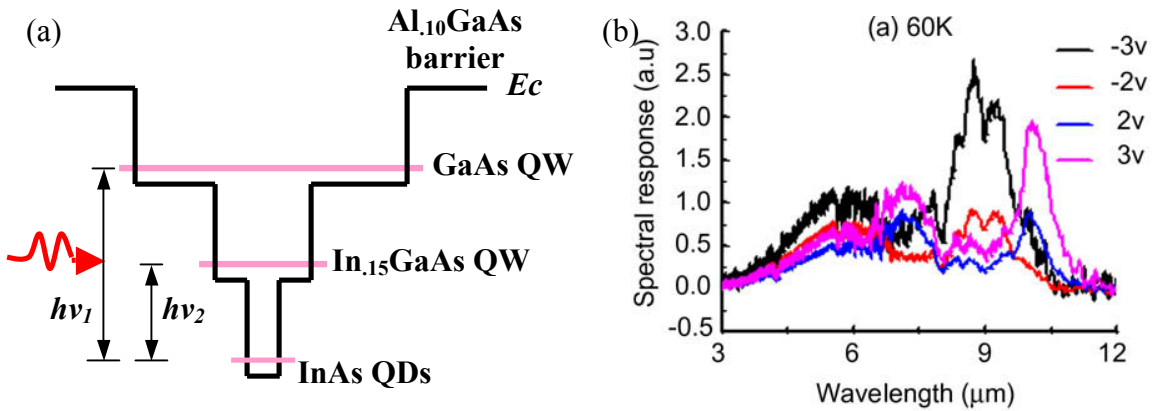 (a)
Al.10GaAs
barrier
Ec
GaAs QW
In.15GaAs QW
hν1
hν2
InAs QDs
(b)
(a) 60K
-3v
-2v
2v
3v
Spectral response (a.u)
3.0
2.5
2.0
1.5
1.0
0.5
0.0
-0.5
3
6
9
12
Wavelength (μm)